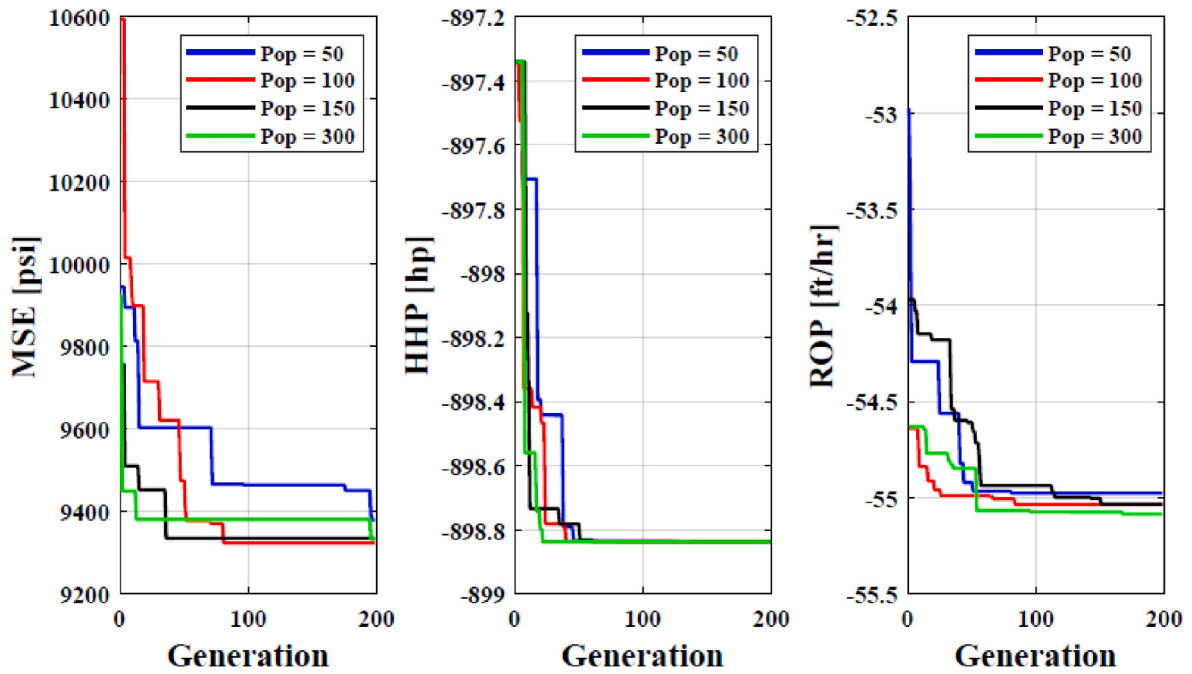 MSE [psi]
10600
10400
10200
10000
9800
9600
9400
9200
Pop = 50
Pop = 100
Pop = 150
Pop = 300
0
100
200
Generation
HHP [hp]
-897.2
-897.4
-897.6
-897.8
-898
-898.2
-898.4
-898.6
-898.8
-899
Pop = 50
Pop = 100
Pop = 150
Pop = 300
0
100
200
Generation
ROP [ft/hr]
-52.5
-53
-53.5
-54
-54.5
-55
-55.5
Pop = 50
Pop = 100
Pop = 150
Pop = 300
0
100
200
Generation